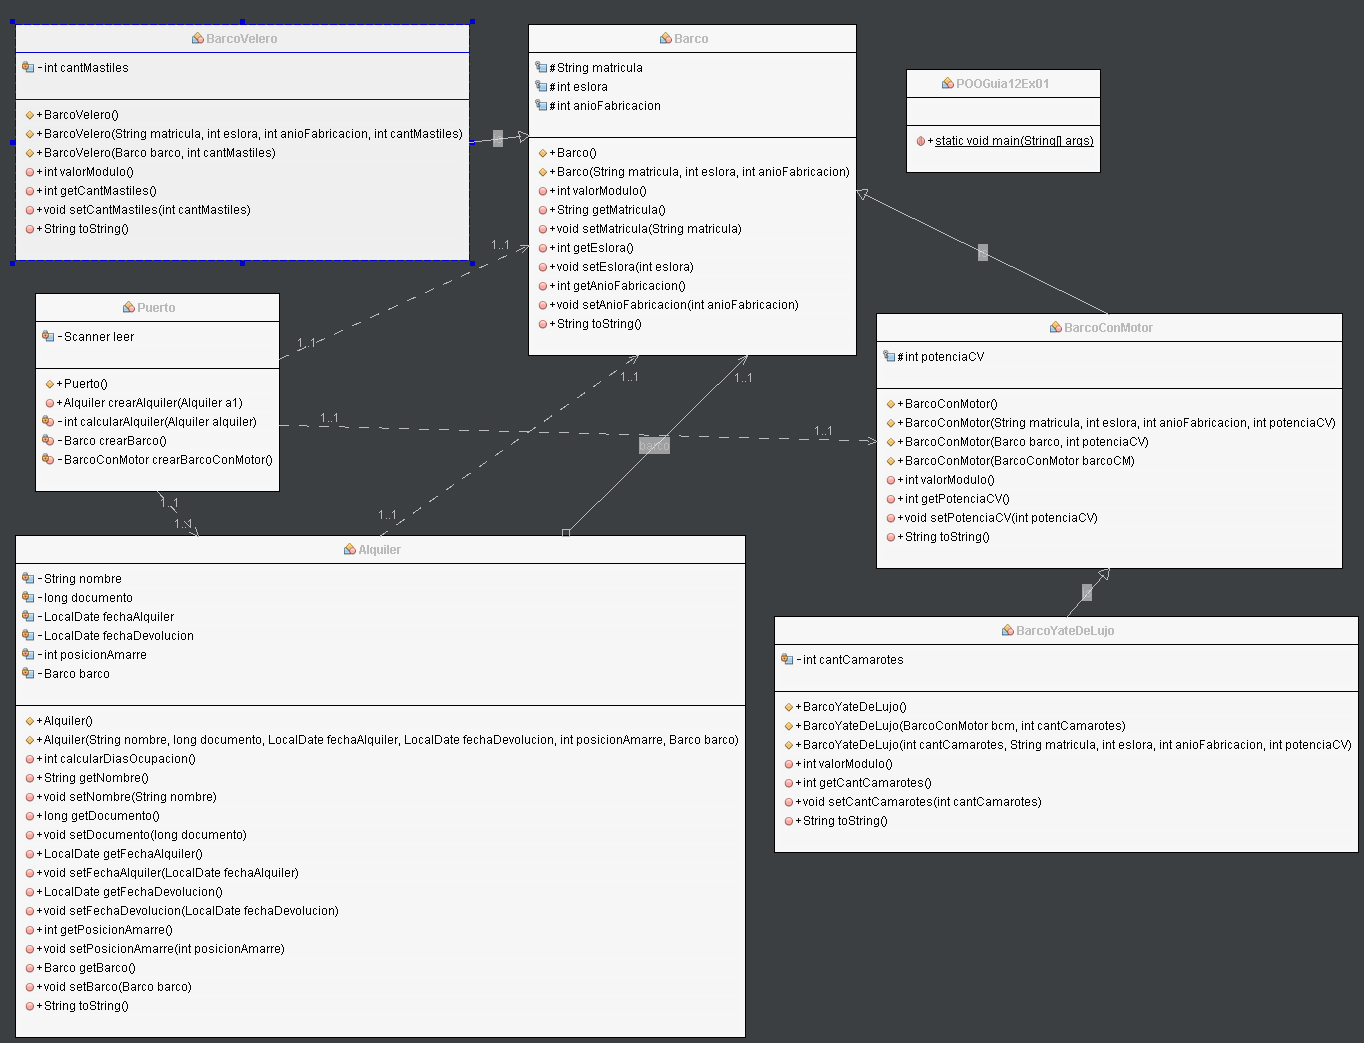 BarcoVelero
-int cantMastiles
+BarcoVelero()
+BarcoVelero(String matricula, int eslora, int anioFabricacion, int cantMastiles)
+BarcoVelero(Barco barco, int cantMastiles)
+int valorModulo()
+int getCantMastiles()
+void setCantMastiles(int cantMastiles)
+String toString()
Barco
#String matricula
#int eslora
#int anioFabricacion
+Barco()
+Barco(String matricula, int eslora, int anioFabricacion)
+int valorModulo()
+String getMatricula()
+void setMatricula(String matricula)
+int getEslora()
+void setEslora(int eslora)
+int getAnioFabricacion()
+void setAnioFabricacion(int anioFabricacion)
+String toString()
POOGuia12Ex01
+static void main(String[] args)
1..1
1..1
Puerto
-Scanner leer
+Puerto()
+Alquiler crearAlquiler(Alquiler a1)
-int calcularAlquiler(Alquiler alquiler)
-Barco crearBarco()
-BarcoConMotor crearBarcoConMotor()
BarcoConMotor
#int potenciaCV
+BarcoConMotor()
+BarcoConMotor(String matricula, int eslora, int anioFabricacion, int potenciaCV)
+BarcoConMotor(Barco barco, int potenciaCV)
+BarcoConMotor(BarcoConMotor barcoCM)
+int valorModulo()
+int getPotenciaCV()
+void setPotenciaCV(int potenciaCV)
+String toString()
1..1
1..1
1..1
1..1
barco
1..1
1..1
1..1
Alquiler
-String nombre
-long documento
-LocalDate fechaAlquiler
-LocalDate fechaDevolucion
-int posicionAmarre
-Barco barco
+Alquiler()
+Alquiler(String nombre, long documento, LocalDate fechaAlquiler, LocalDate fechaDevolucion, int posicionAmarre, Barco barco)
+int calcularDiasOcupacion()
+String getNombre()
+void setNombre(String nombre)
+long getDocumento()
+void setDocumento(long documento)
+LocalDate getFechaAlquiler()
+void setFechaAlquiler(LocalDate fechaAlquiler)
+LocalDate getFechaDevolucion()
+void setFechaDevolucion(LocalDate fechaDevolucion)
+int getPosicionAmarre()
+void setPosicionAmarre(int posicionAmarre)
+Barco getBarco()
+void setBarco(Barco barco)
+String toString()
BarcoYateDeLujo
-int cantCamarotes
+BarcoYateDeLujo()
+BarcoYateDeLujo(BarcoConMotor bcm, int cantCamarotes)
+BarcoYateDeLujo(int cantCamarotes, String matricula, int eslora, int anioFabricacion, int potenciaCV)
+int valorModulo()
+int getCantCamarotes()
+void setCantCamarotes(int cantCamarotes)
+String toString()